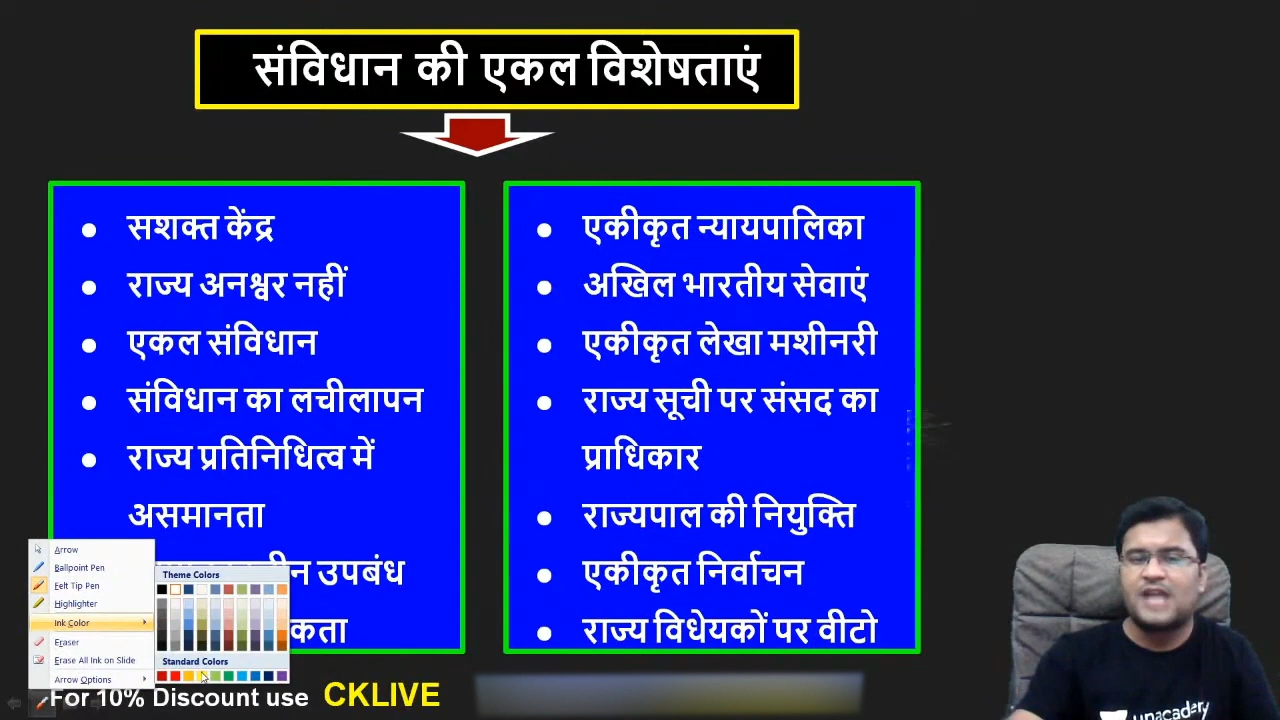 संविधान की एकल विशेषताएं
सशक्त केंद्र
राज्य अनश्वर नहीं
एकल संविधान
संविधान का लचीलापन
राज्य प्रतिनिधित्व में
असमानता
उपबंध
एकीकृत न्यायपालिका
अखिल भारतीय सेवाएं
एकीकृत लेखा मशीनरी
राज्य सूची पर संसद का
प्राधिकार
राज्यपाल की नियुक्ति
एकीकृत निर्वाचन
राज्य विधेयकों पर वीटो
Arrow
Ballpoint Pen
Felt Tip Pen
Highlighter
Ink Color
Eraser
Erase All Ink on Slide
Arrow Options
Theme Colors
Standard Colors
For 10% Discount use CKLIVE
unacademy